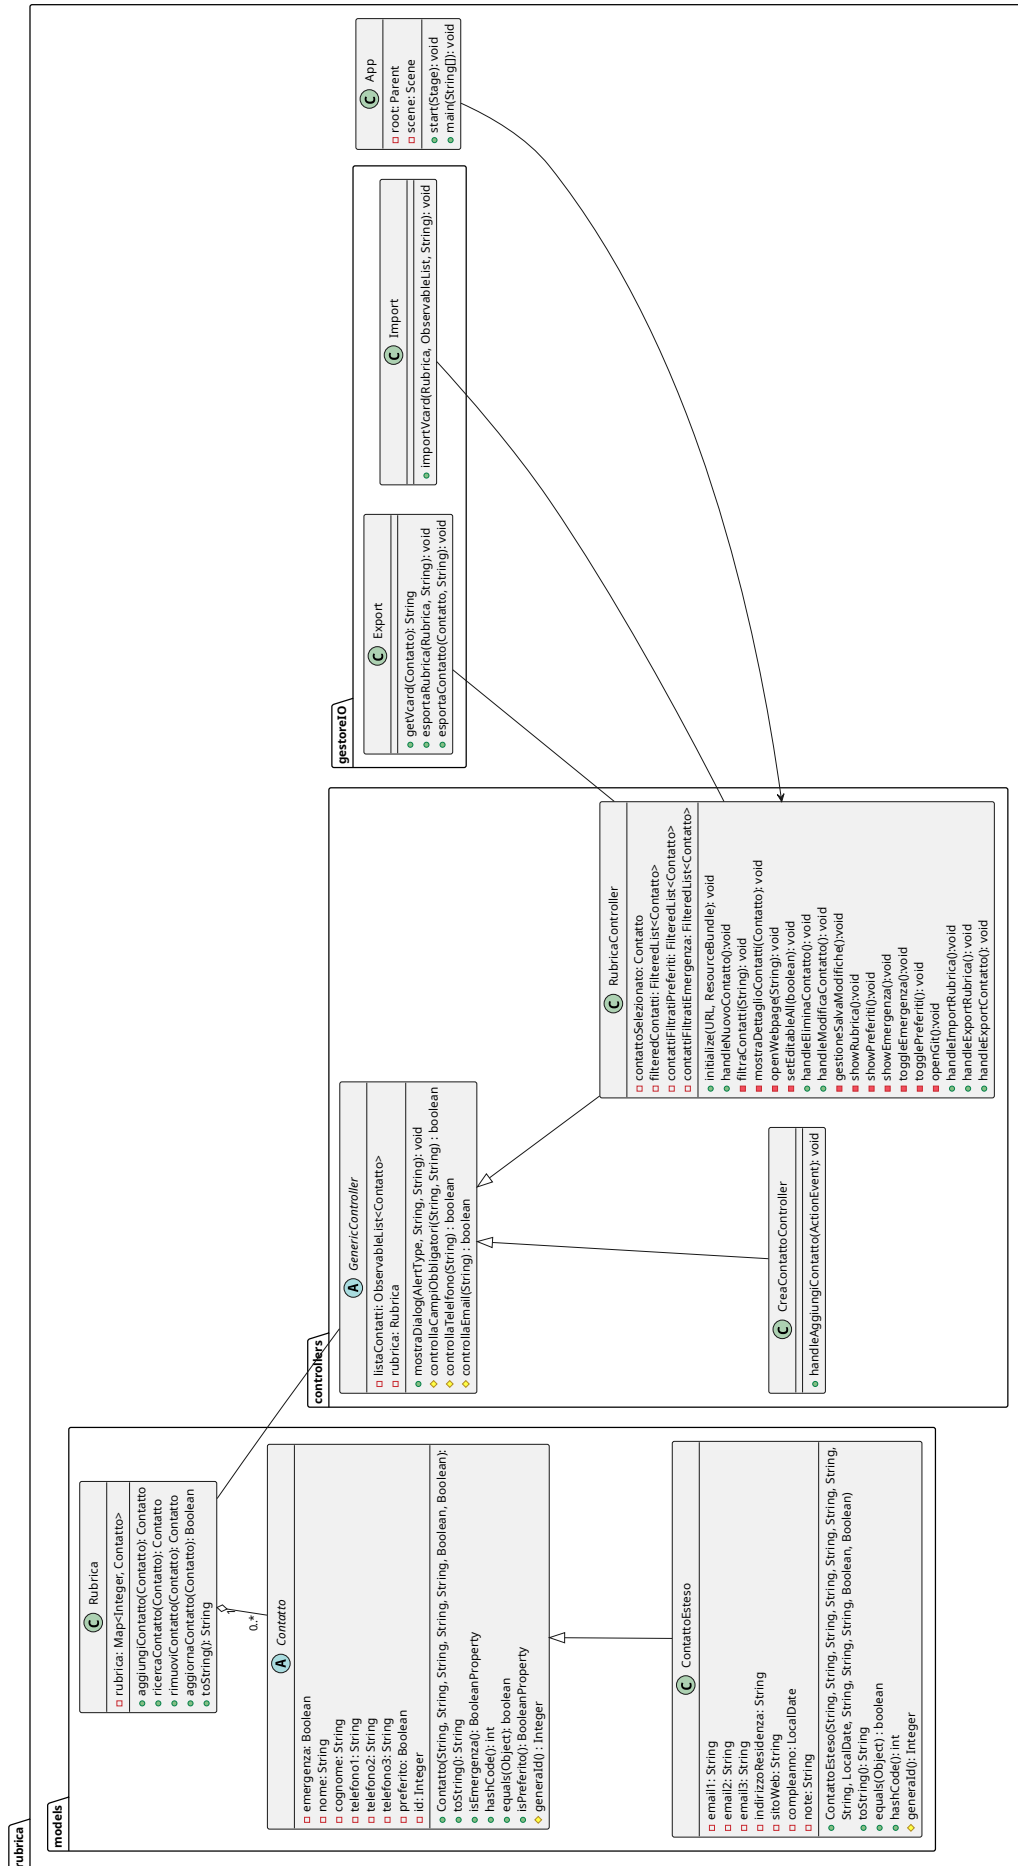 rubrica
models
C Rubrica
rubrica: Map<Integer, Contatto>
aggiungiContatto(Contatto): Contatto
ricercaContatto(Contatto): Contatto
rimuoviContatto(Contatto): Contatto
aggiornaContatto(Contatto): Boolean
toString(): String
1
0..*
A Contatto
emergenza: Boolean
nome: String
cognome: String
telefono1: String
telefono2: String
telefono3: String
preferito: Boolean
id: Integer
Contatto(String, String, String, String, String, Boolean, Boolean):
toString(): String
isEmergenza(): BooleanProperty
hashCode(): int
equals(Object): boolean
isPreferito(): BooleanProperty
generaId() : Integer
C ContattoEsteso
email1: String
email2: String
email3: String
indirizzoResidenza: String
sitoWeb: String
compleanno: LocalDate
note: String
ContattoEsteso(String, String, String, String, String, String, String,
String, LocalDate, String, String, String, Boolean, Boolean)
toString(): String
equals(Object) : boolean
hashCode(): int
generaId(): Integer
controllers
A GenericController
listaContatti: ObservableList<Contatto>
rubrica: Rubrica
mostraDialog(AlertType, String, String): void
controllaCampiObbligatori(String, String) : boolean
controllaTelelfono(String) : boolean
controllaEmail(String) : boolean
C CreaContattoController
handleAggiungiContatto(ActionEvent): void
C RubricaController
contattoSelezionato: Contatto
filteredContatti: FilteredList<Contatto>
contattiFiltratiPreferiti: FilteredList<Contatto>
contattiFiltratiEmergenza: FilteredList<Contatto>
initialize(URL, ResourceBundle): void
handleNuovoContatto():void
filtraContatti(String): void
mostraDettaglioContatti(Contatto): void
openWebpage(String): void
setEditableAll(boolean): void
handleEliminaContatto(): void
handleModificaContatto(): void
gestioneSalvaModifiche():void
showRubrica():void
showPreferiti():void
showEmergenza():void
toggleEmergenza():void
togglePreferiti(): void
openGit():void
handleImportRubrica():void
handleExportRubrica(): void
handleExportContatto(): void
gestoreIO
C Export
getVcard(Contatto): String
esportaRubrica(Rubrica, String): void
esportaContatto(Contatto, String): void
C Import
importVcard(Rubrica, ObservableList, String): void
C App
root: Parent
scene: Scene
start(Stage): void
main(String[]): void